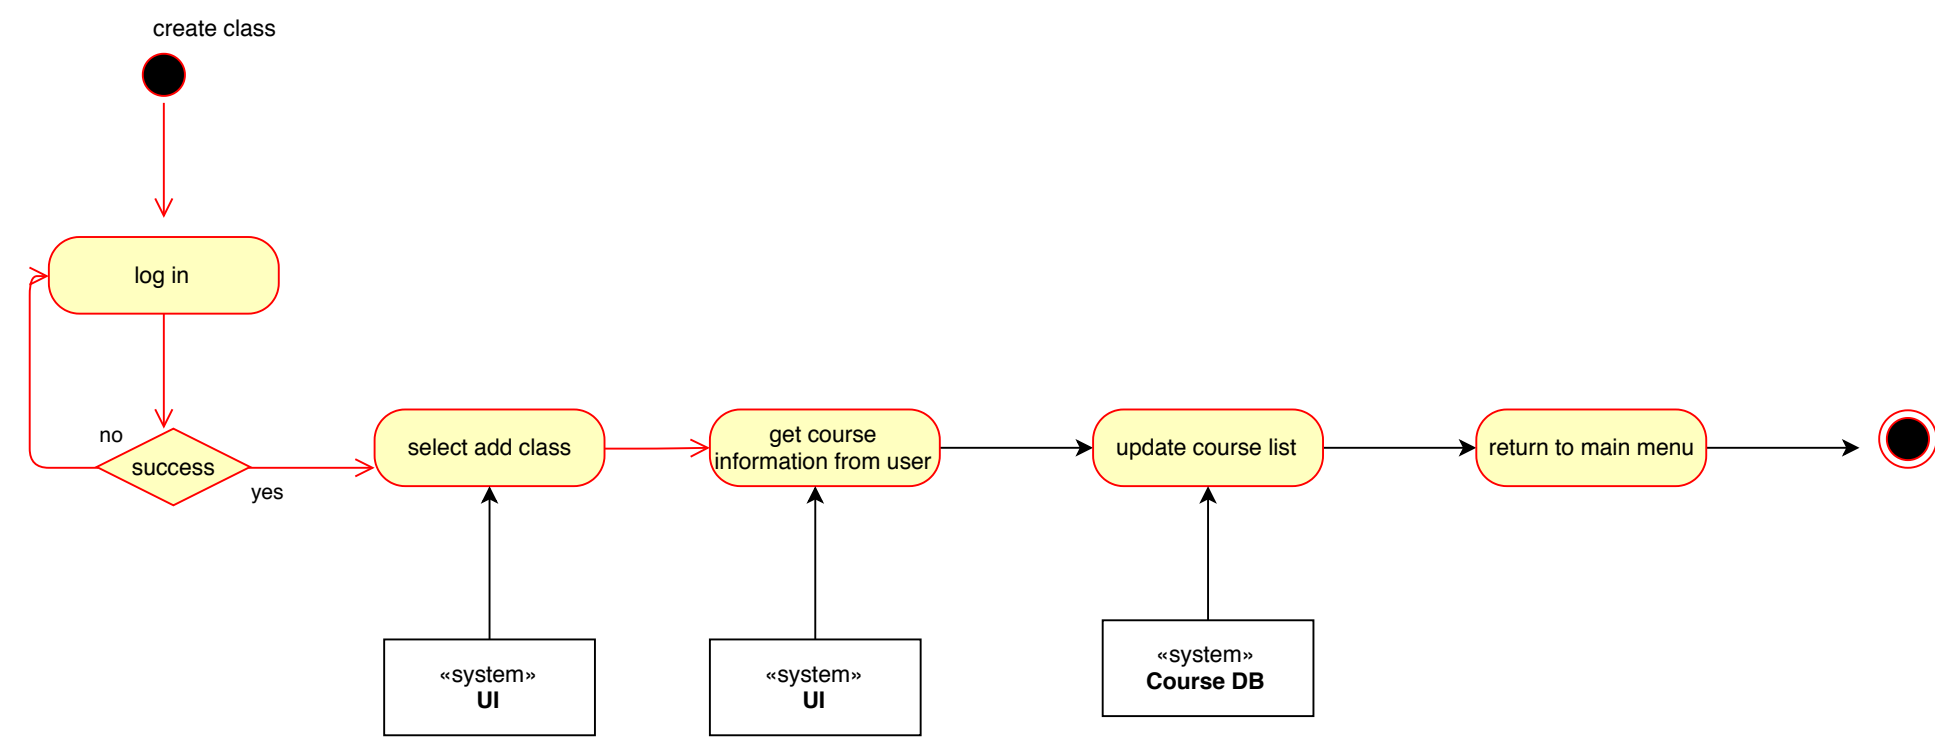 create class
log in
no
success
yes
select add class
get course
information from user
update course list
return to main menu
«system»
UI
«system»
UI
«system»
Course DB